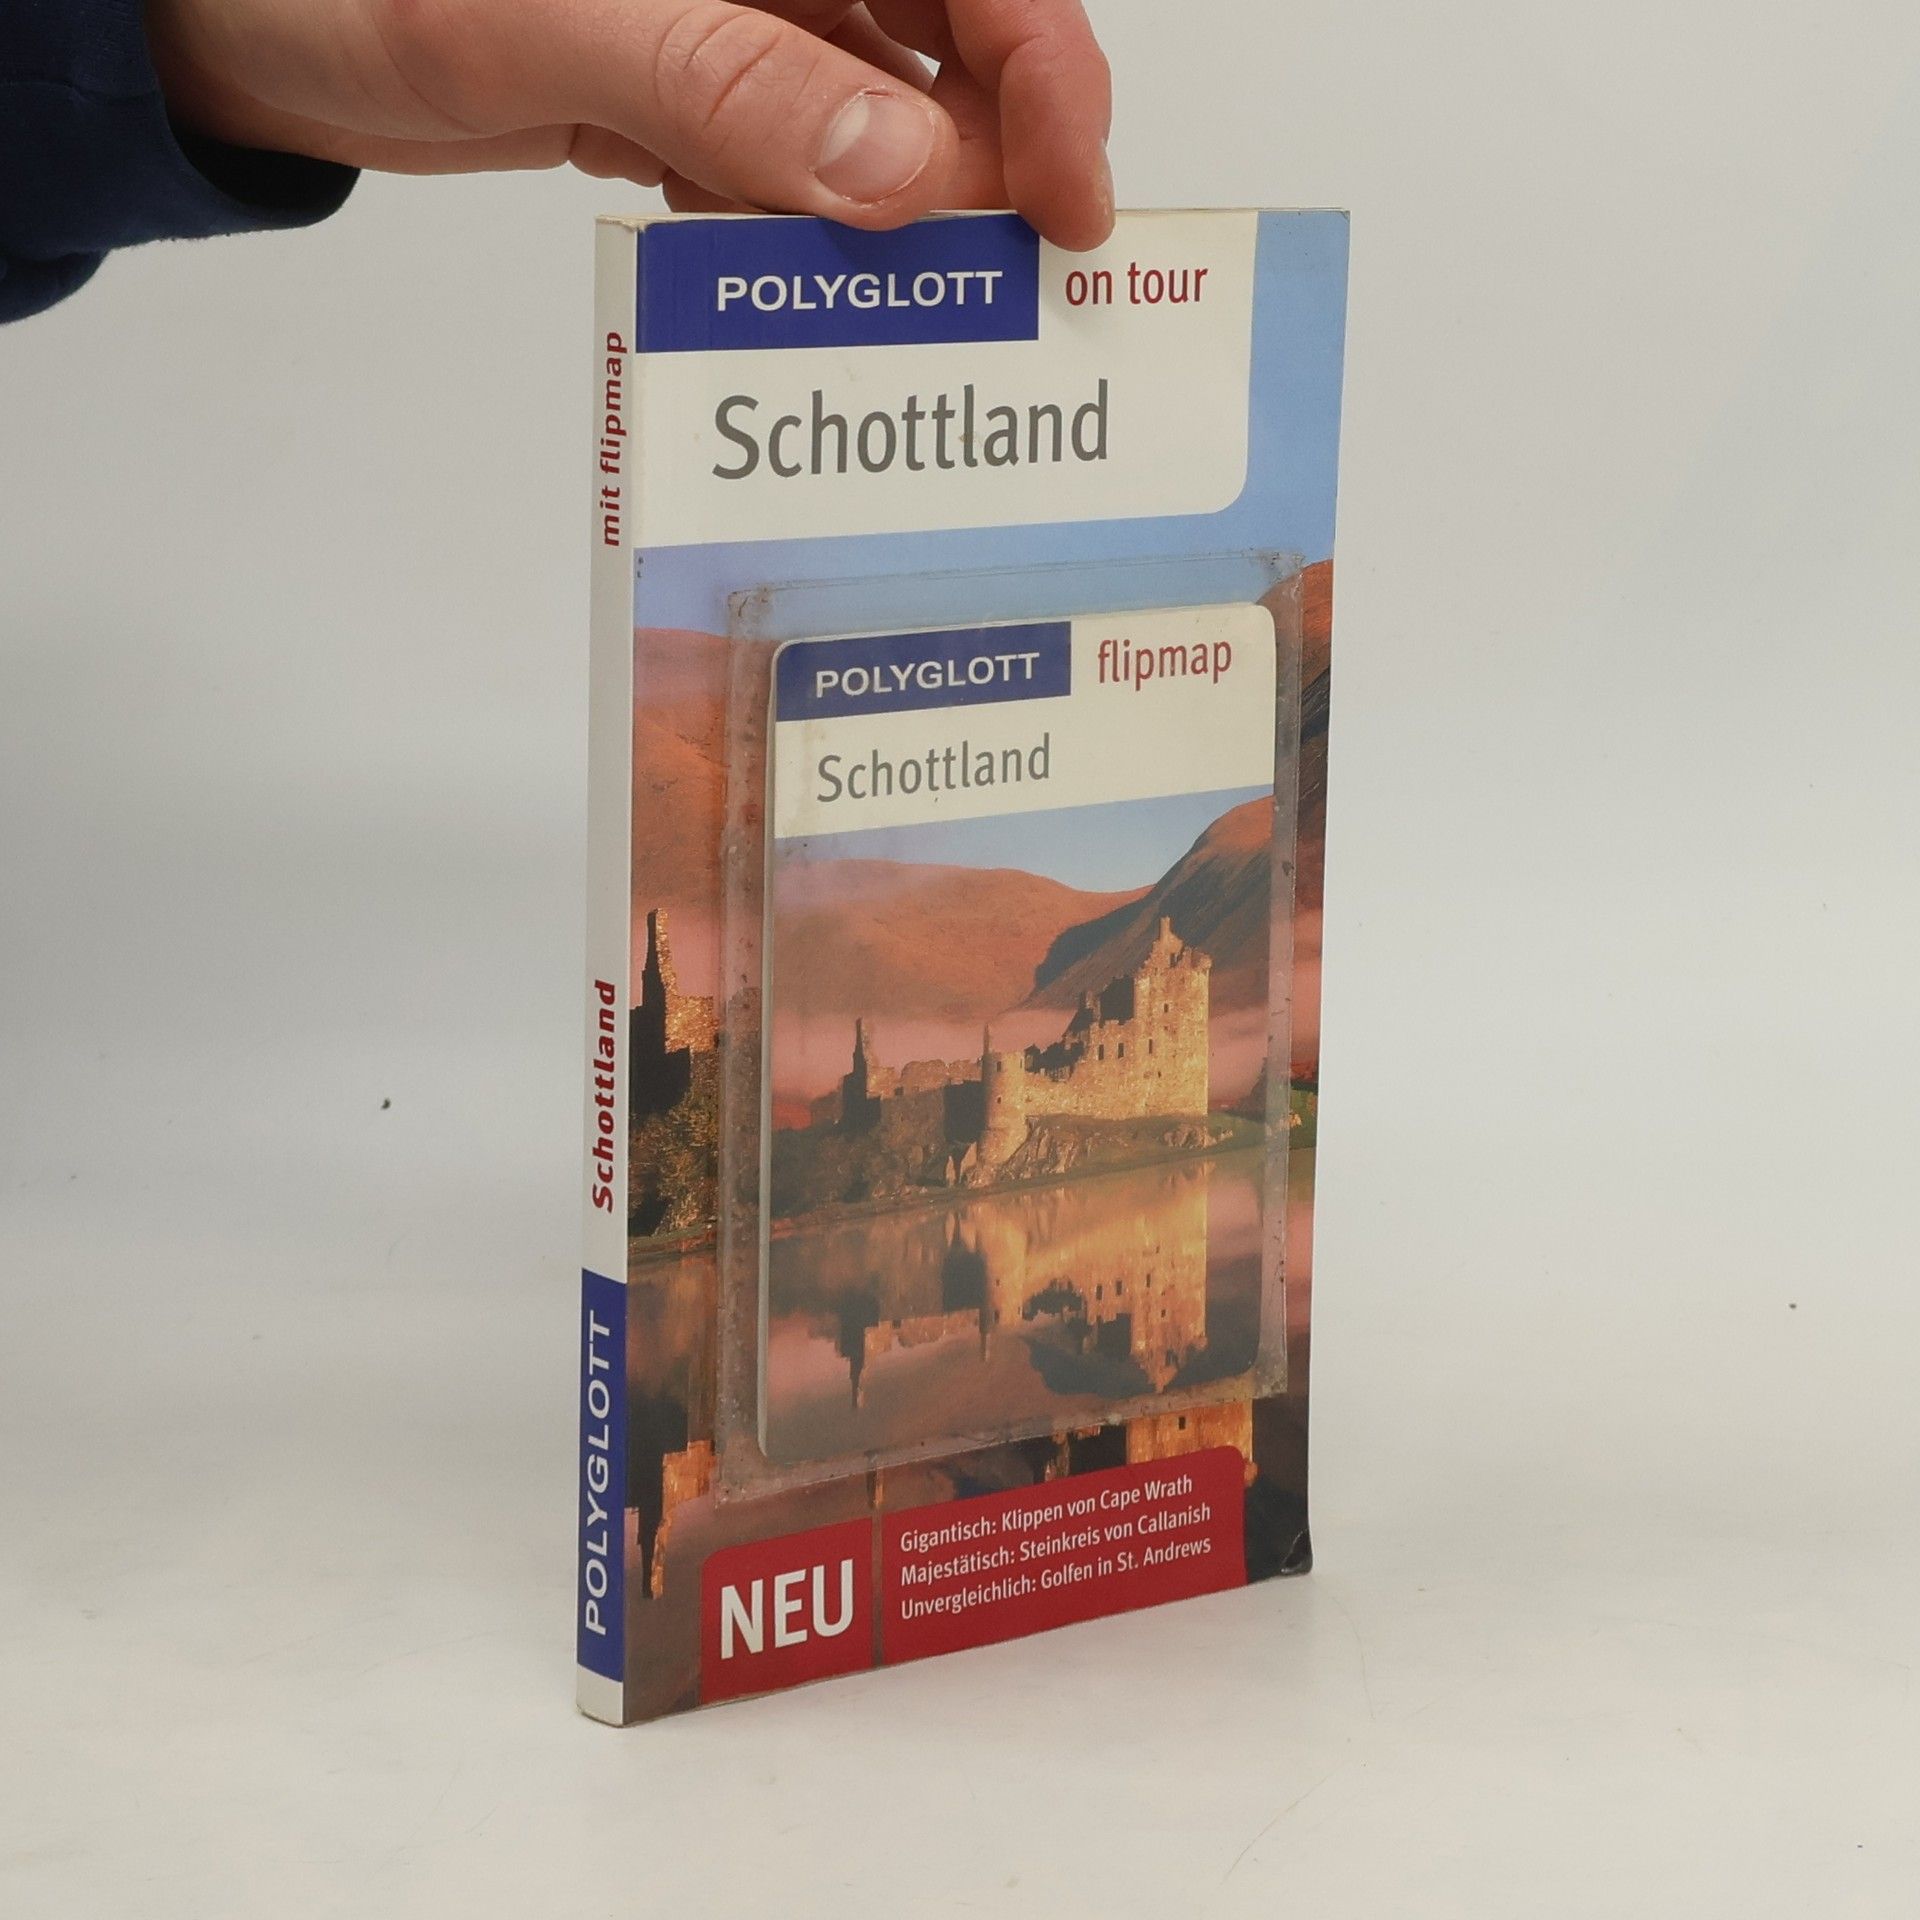 POLYGLOTT on tour
Schottland
POLYGLOTT flipmap
Schottland
NEU
Gigantisch: Klippen von Cape Wrath
Majestätisch: Steinkreis von Callanish
Unvergleichlich: Golfen in St. Andrews
POLYGLOTT Schottland mit flipmap